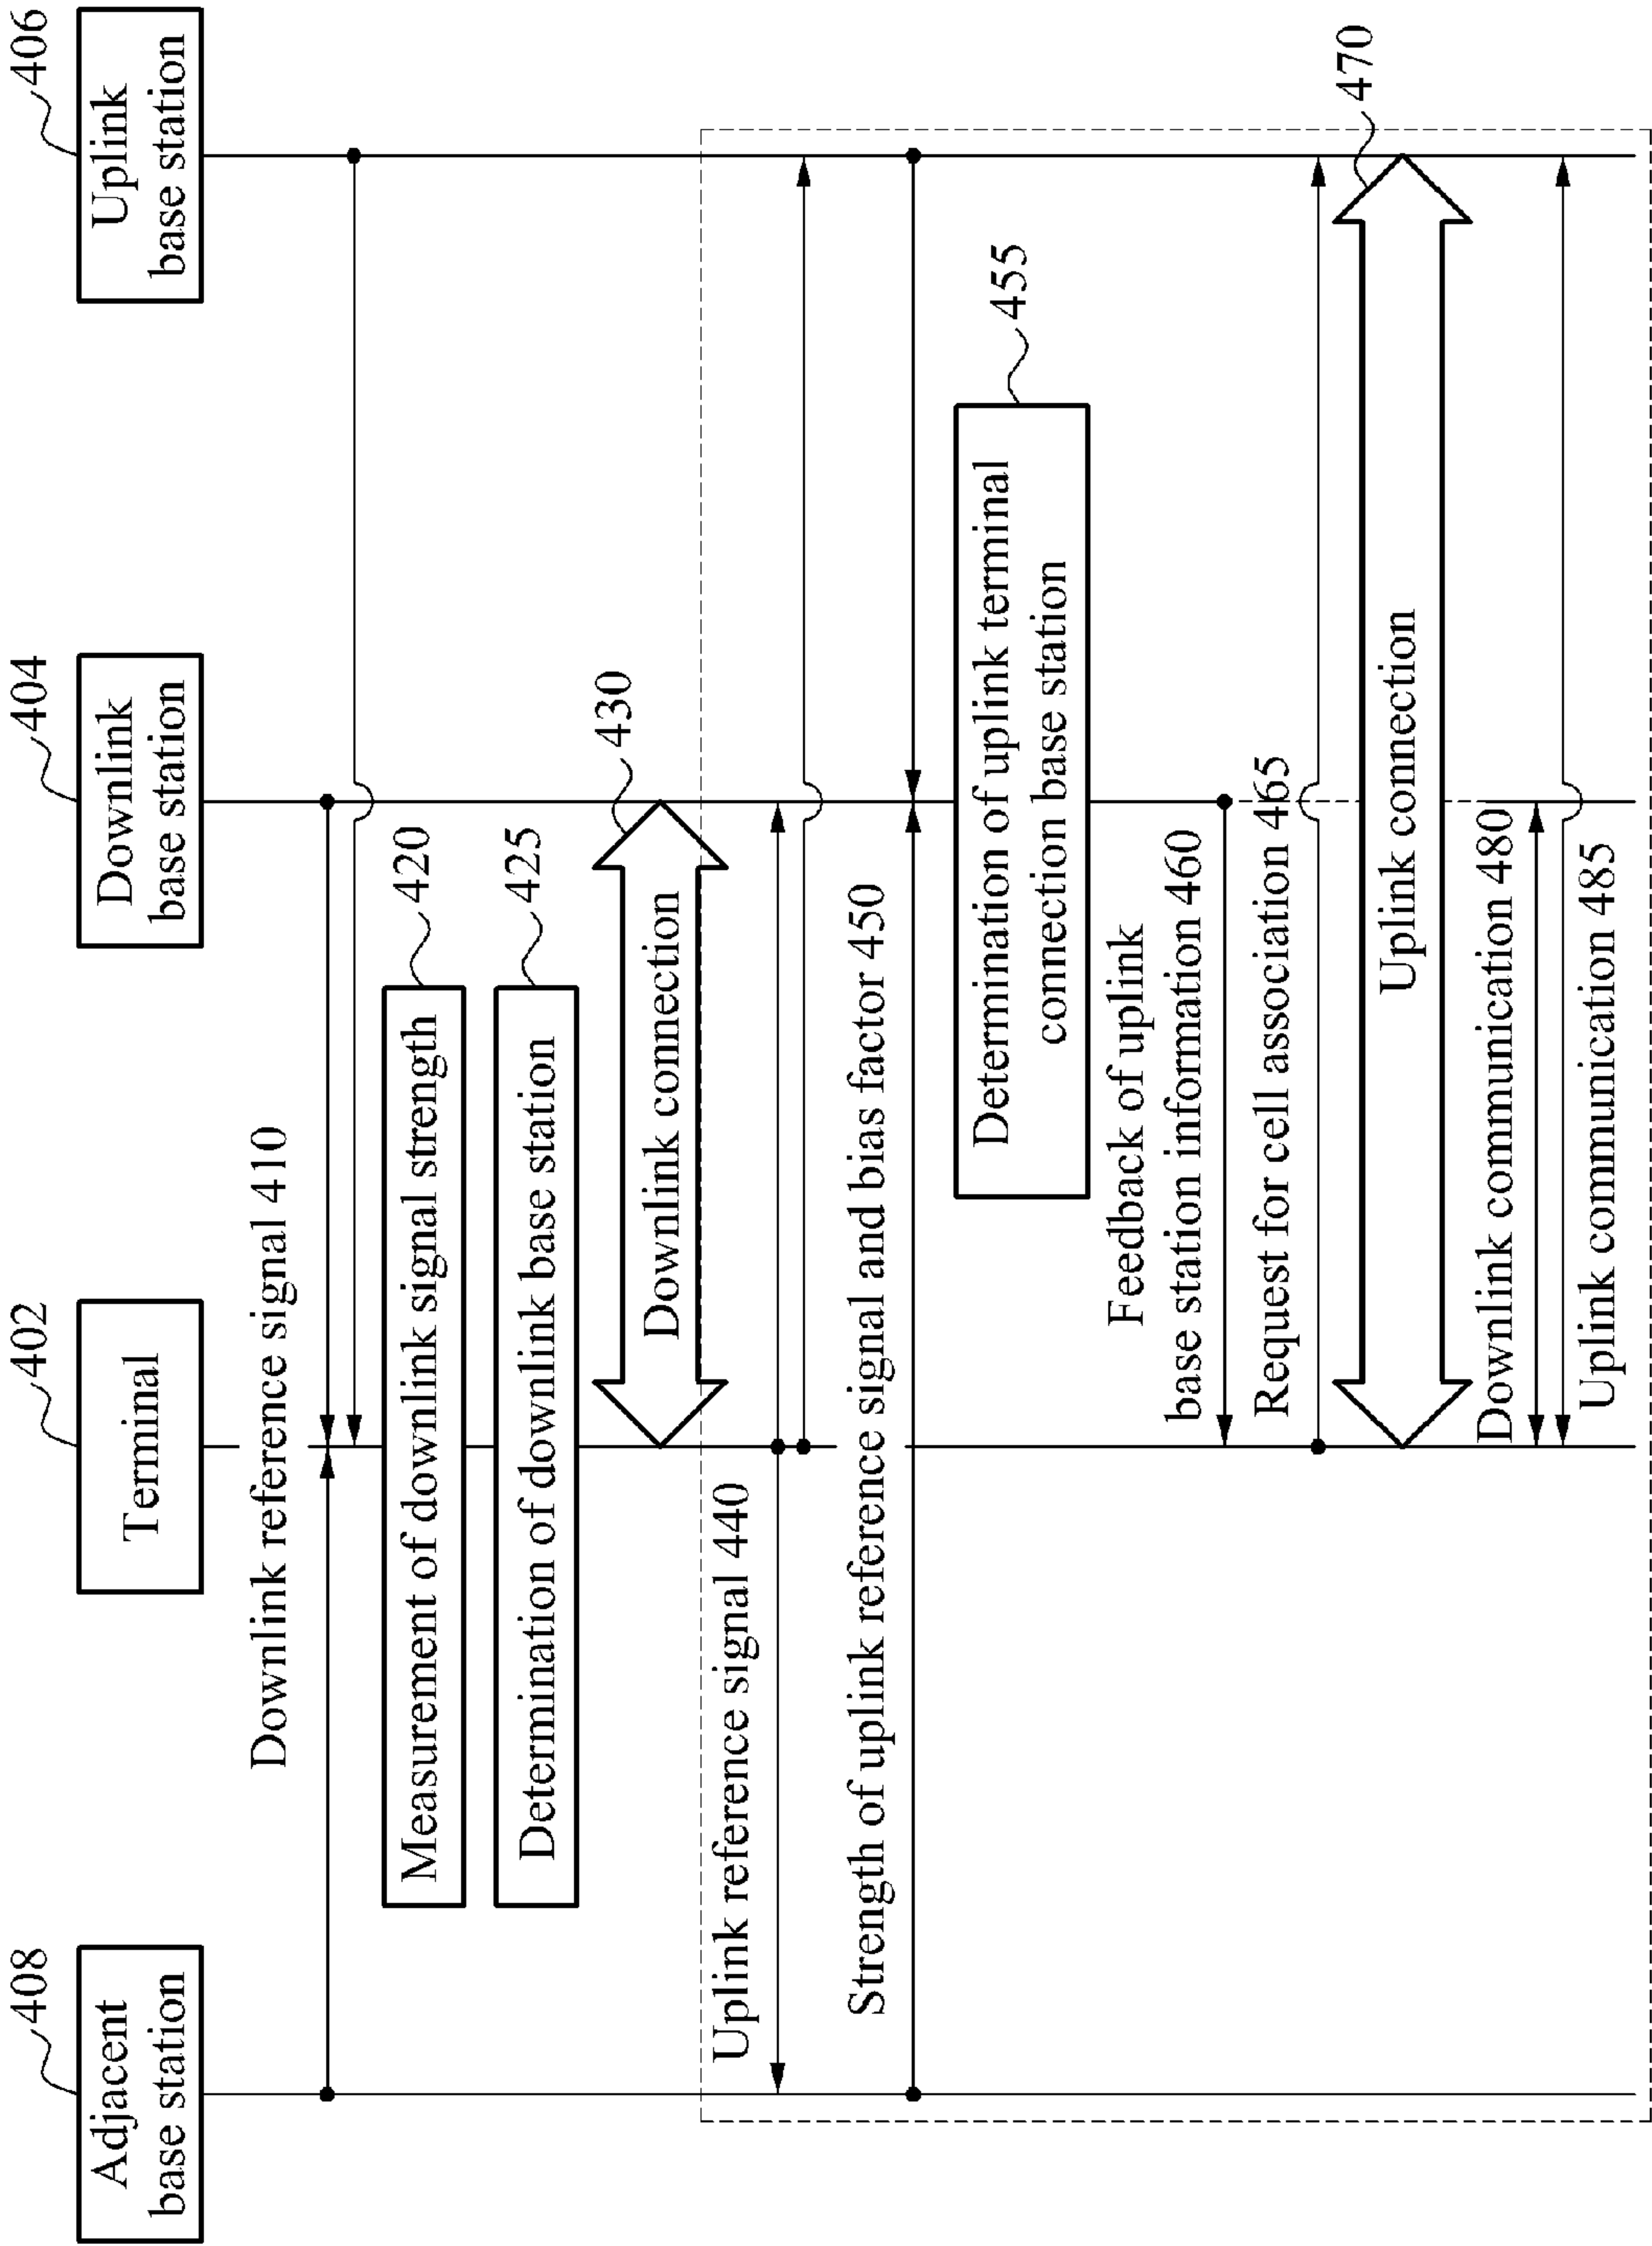 408
Adjacent
base station
402
Terminal
404
Downlink
base station
406
Uplink
base station
Downlink reference signal 410
Measurement of downlink signal strength
420
Determination of downlink base station
425
Downlink connection
430
Uplink reference signal 440
Strength of uplink reference signal and bias factor 450
Determination of uplink terminal
connection base station
455
Feedback of uplink
base station information 460
Request for cell association 465
Uplink connection
470
Downlink communication 480
Uplink communication 485